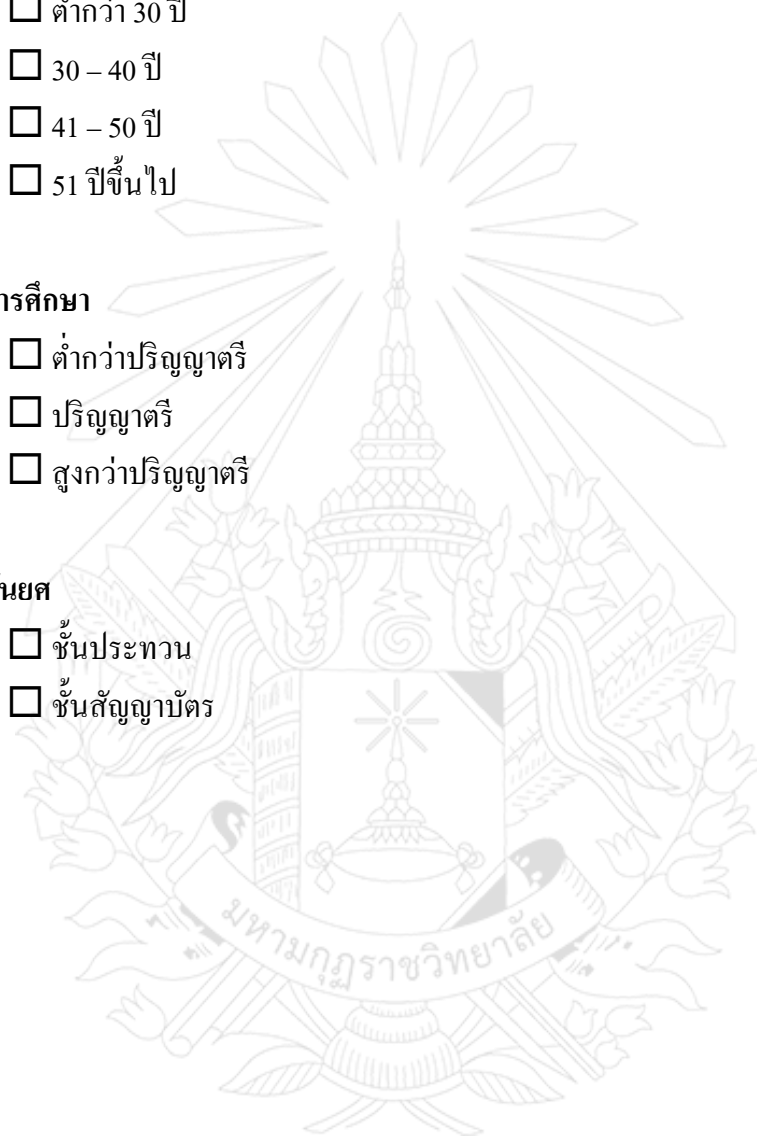 ☐ ต่ำกว่า 30 ปี
☐ 30 – 40 ปี
☐ 41 – 50 ปี
☐ 51 ปีขึ้นไป
ารศึกษา
☐ ต่ำกว่าปริญญาตรี
☐ ปริญญาตรี
☐ สูงกว่าปริญญาตรี
ั้นยศ
☐ ชั้นประทวน
☐ ชั้นสัญญาบัตร
มหามกุฏราชวิทยาลัย